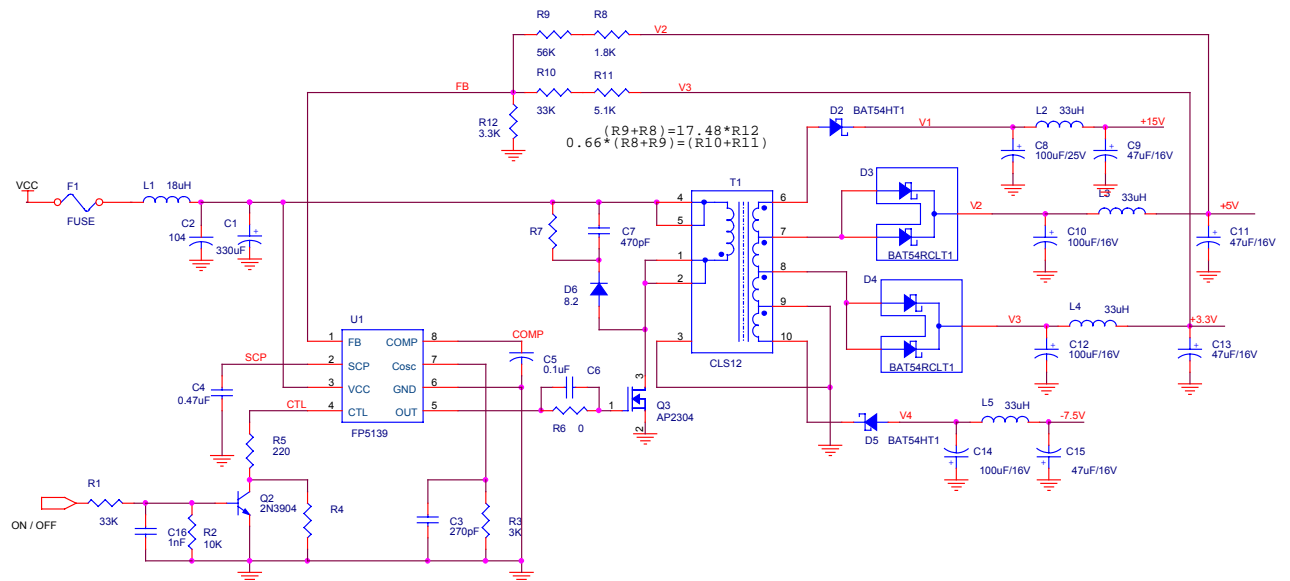 R9 R8 V2
56K 1.8K
R10 R11
FB V3
R12 33K 5.1K
3.3K
D2 BAT54HT1
(R9+R8)=17.48*R12
0.66*(R8+R9)=(R10+R11)
V1
L2 33uH
+15V
C8
100uF/25V
C9
47uF/16V
VCC
F1
FUSE
L1 18uH
C2
104
C1
330uF
+
R7
C7
470pF
D6
8.2
T1
4
5
1
2
3
6
7
8
9
10
CLS12
D3
BAT54RCLT1
V2
L3
33uH
+5V
C10
100uF/16V
C11
47uF/16V
D4
BAT54RCLT1
V3
L4
33uH
+3.3V
C12
100uF/16V
C13
47uF/16V
D5 BAT54HT1
V4
L5
33uH
-7.5V
C14
100uF/16V
C15
47uF/16V
U1
1 FB COMP 8
2 SCP Cosc 7
3 VCC GND 6
4 CTL OUT 5
FP5139
SCP
CTL
COMP
C4
0.47uF
C5
0.1uF
C6
R6 0
1
3
2
Q3
AP2304
R5
220
R1
33K
ON / OFF
C16
1nF
R2
10K
Q2
2N3904
R4
C3
270pF
R3
3K